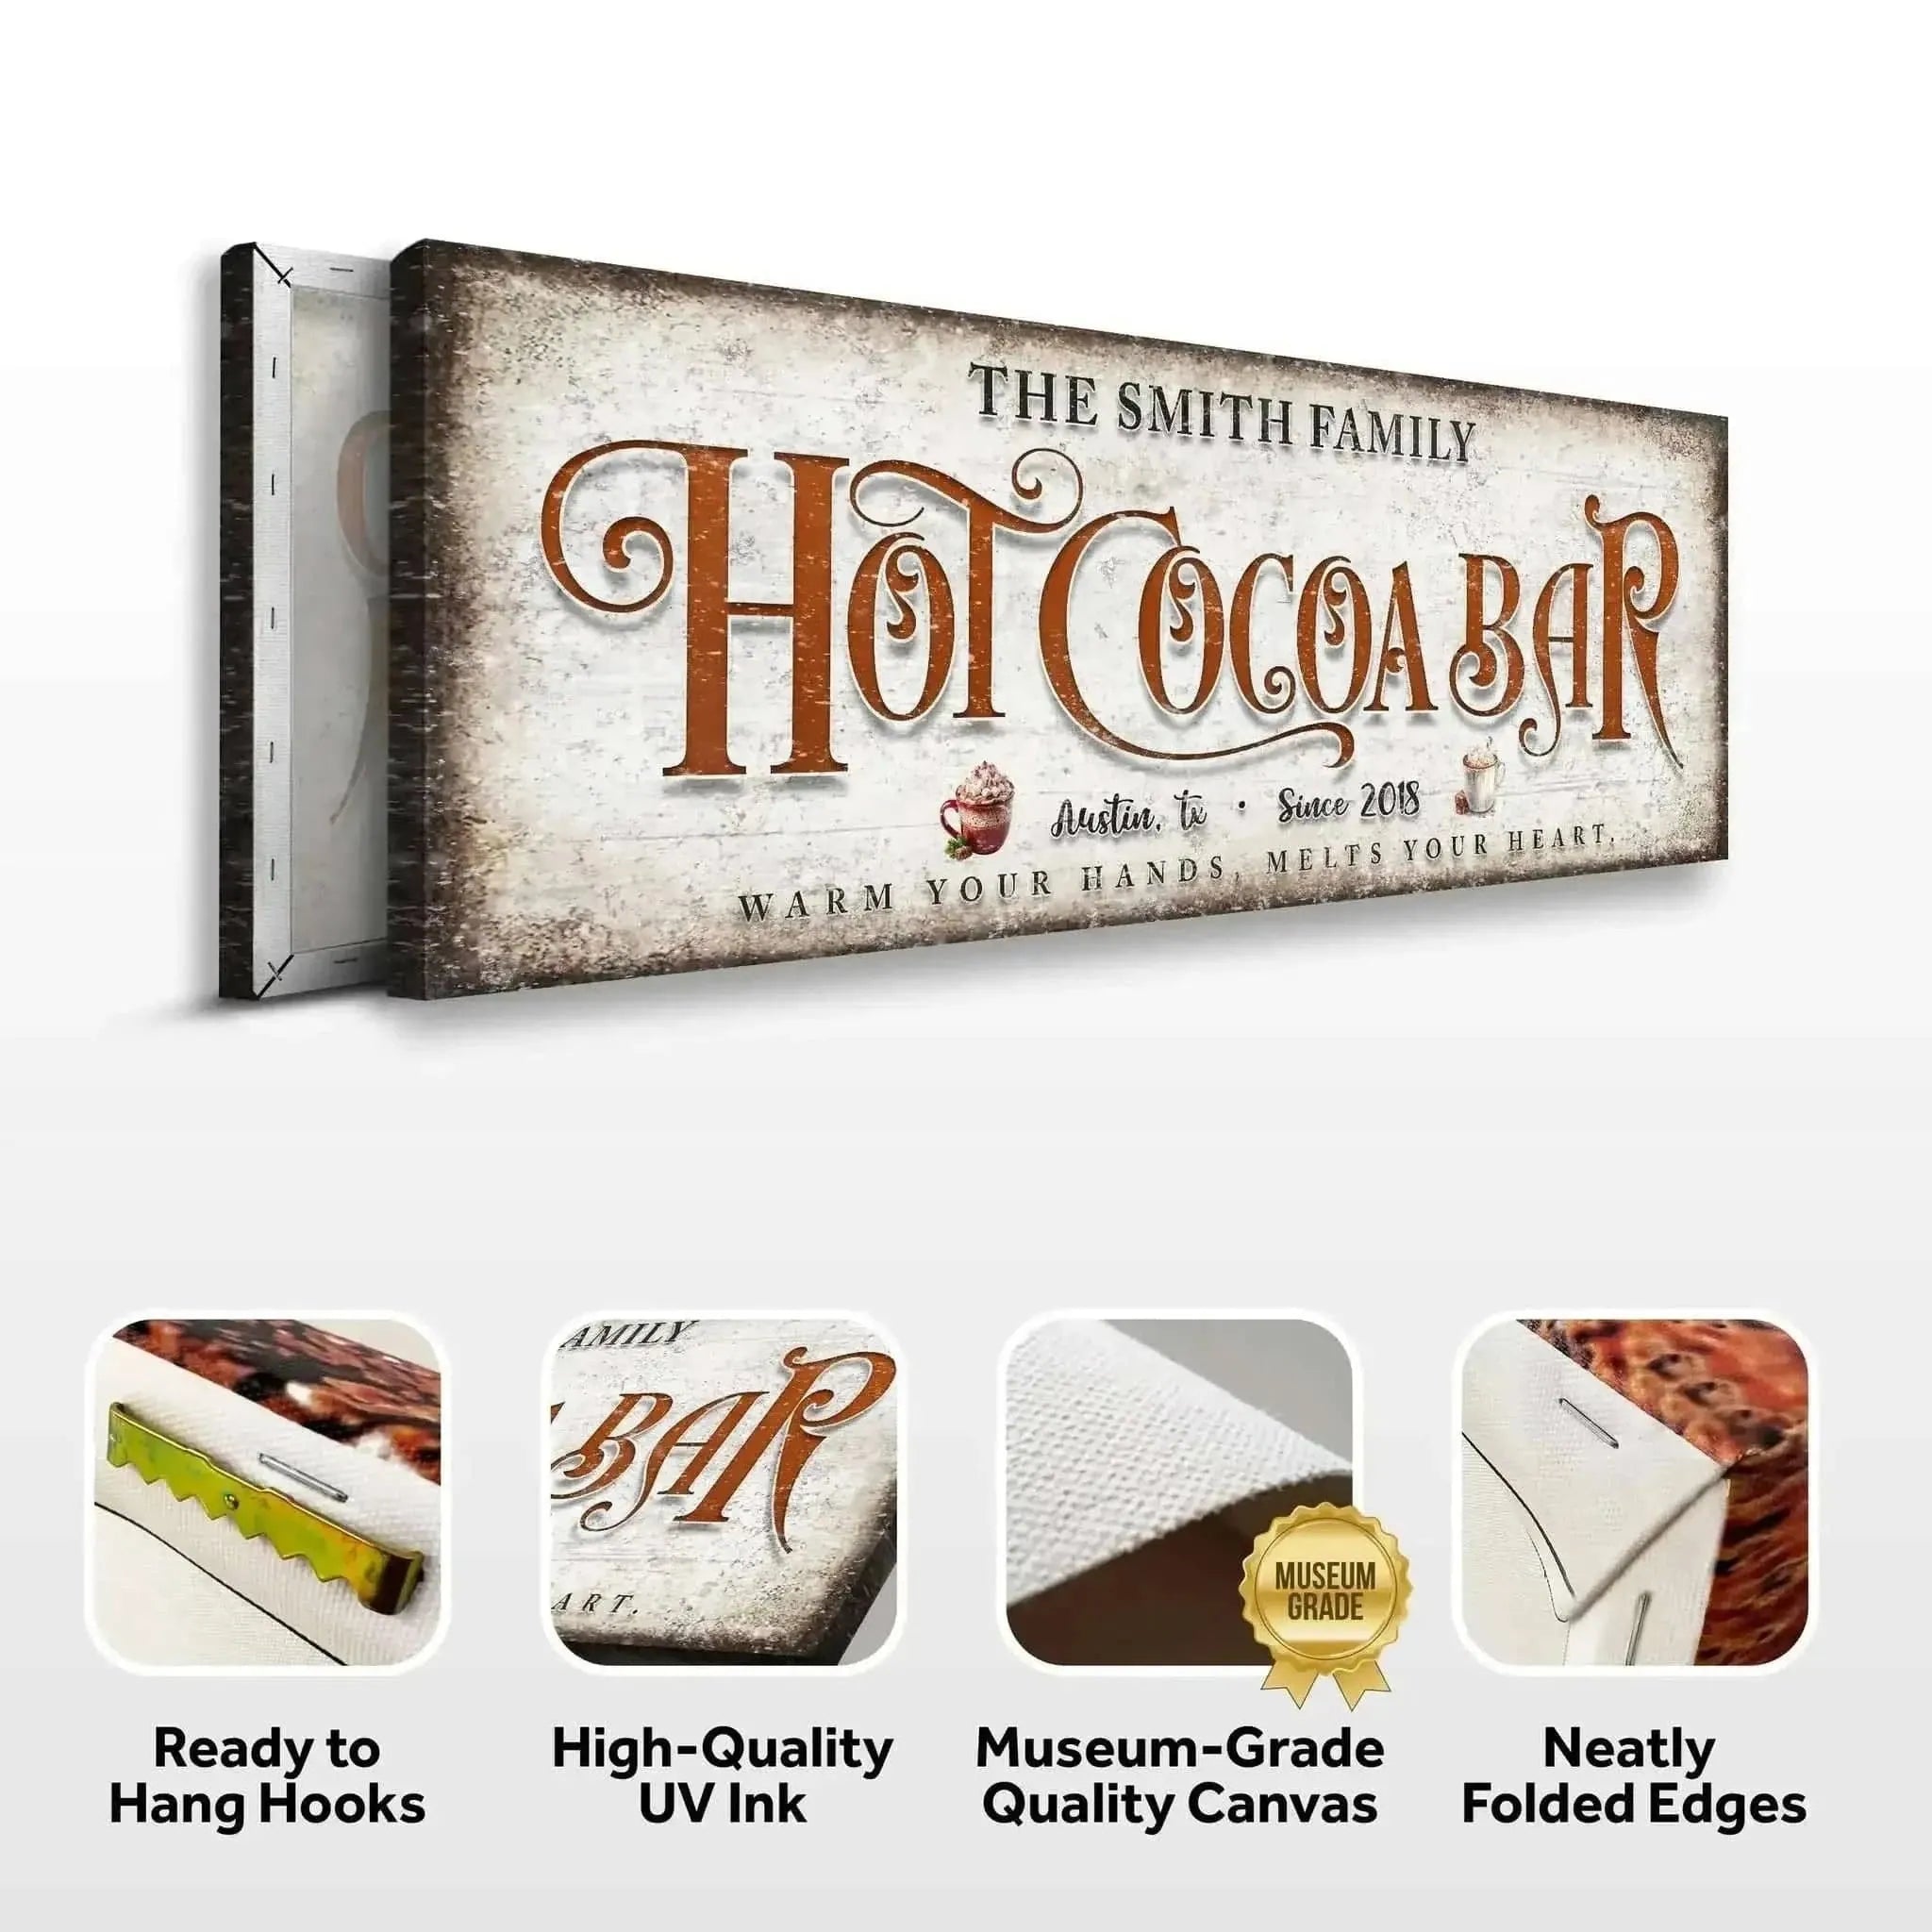 THE SMITH FAMILY
HOT COCOA BAR
Austin, tx • Since 2018
WARM YOUR HANDS, MELTS YOUR HEART.
AMILY
BAR
ART.
MUSEUM
GRADE
Ready to
Hang Hooks
High-Quality
UV Ink
Museum-Grade
Quality Canvas
Neatly
Folded Edges